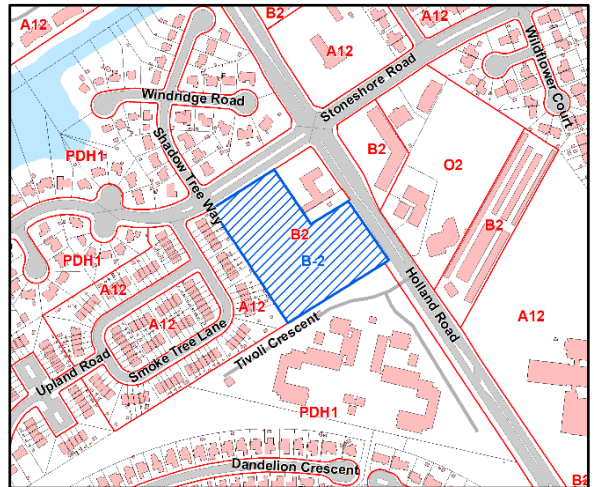 A12
B2
A12
Wildflower Court
Windridge Road
Stoneshore Road
PDH1
Shadow Tree Way
B2
O2
B2
B2
B-2
PDH1
A12
A12
A12
Holland Road
A12
Smoke Tree Lane
Tivoli Crescent
Upland Road
PDH1
Dandelion Crescent
B2